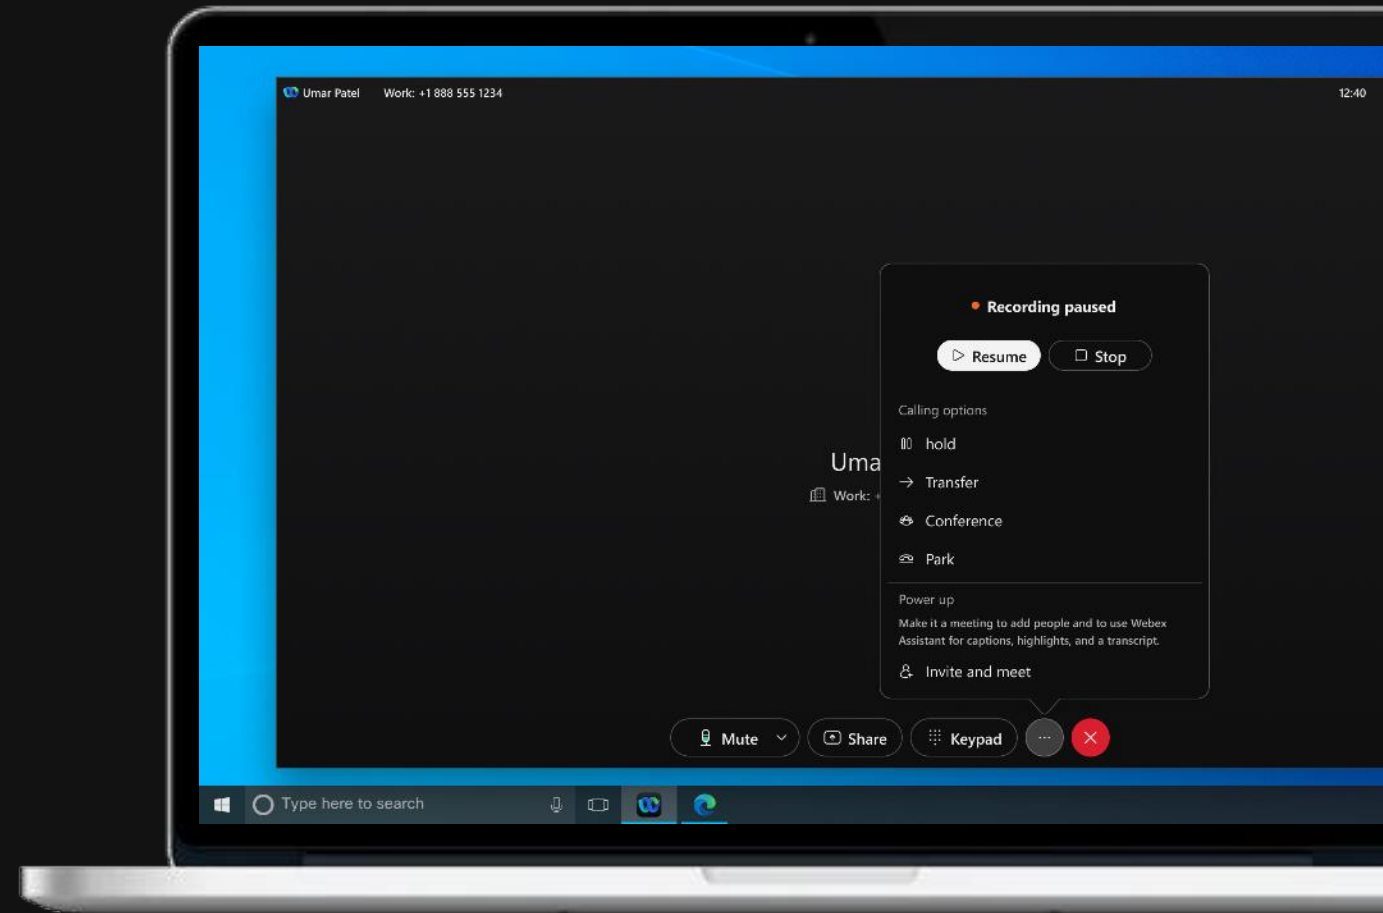 Umar Patel Work: +1 888 555 1234 12:40
Recording paused
Resume Stop
Calling options
hold
Uma
Transfer
Work: +
Conference
Park
Power up
Make it a meeting to add people and to use Webex
Assistant for captions, highlights, and a transcript.
Invite and meet
Mute Share Keypad
Type here to search